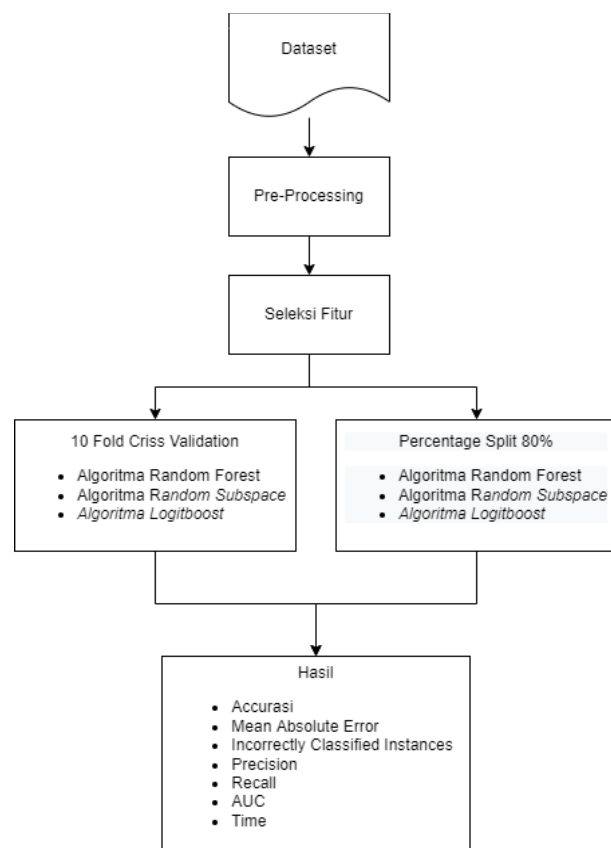 Dataset
Pre-Processing
Seleksi Fitur
10 Fold Criss Validation
• Algoritma Random Forest
• Algoritma Random Subspace
• Algoritma Logitboost
Percentage Split 80%
• Algoritma Random Forest
• Algoritma Random Subspace
• Algoritma Logitboost
Hasil
• Accurasi
• Mean Absolute Error
• Incorrectly Classified Instances
• Precision
• Recall
• AUC
• Time